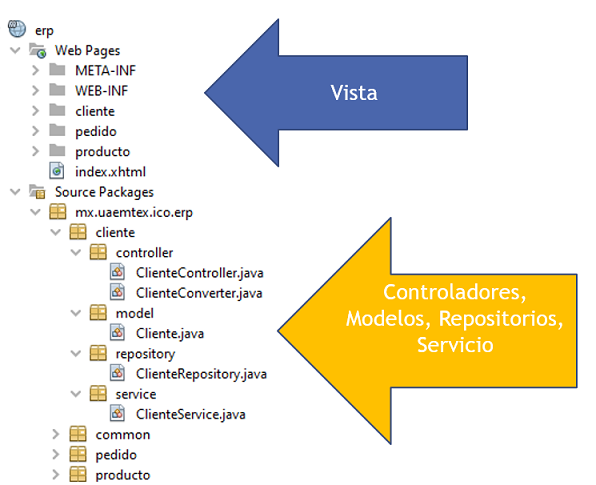 erp
Web Pages
META-INF
WEB-INF
cliente
pedido
producto
index.xhtml
Vista
Source Packages
mx.uaemtex.ico.erp
cliente
controller
ClienteController.java
ClienteConverter.java
model
Cliente.java
repository
ClienteRepository.java
service
ClienteService.java
common
pedido
producto
Controladores,
Modelos, Repositorios,
Servicio